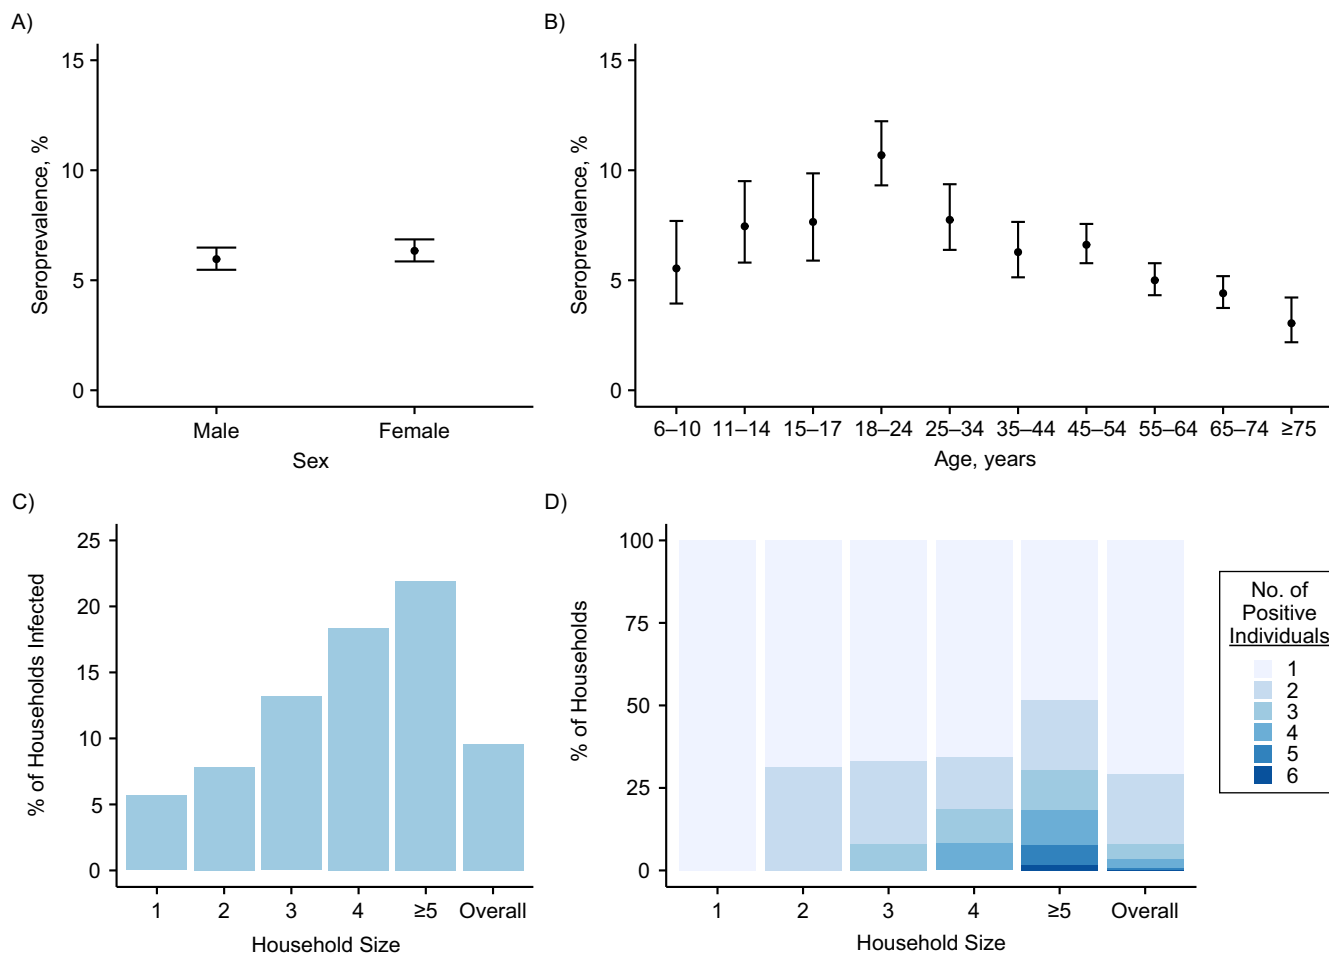 A)
15
10
5
0
Seroprevalence, %
Male Female
Sex
B)
15
10
5
0
Seroprevalence, %
6–10 11–14 15–17 18–24 25–34 35–44 45–54 55–64 65–74 ≥75
Age, years
C)
25
20
15
10
5
0
% of Households Infected
1 2 3 4 ≥5 Overall
Household Size
D)
100
75
50
25
0
% of Households
1 2 3 4 ≥5 Overall
Household Size
No. of
Positive
Individuals
1
2
3
4
5
6